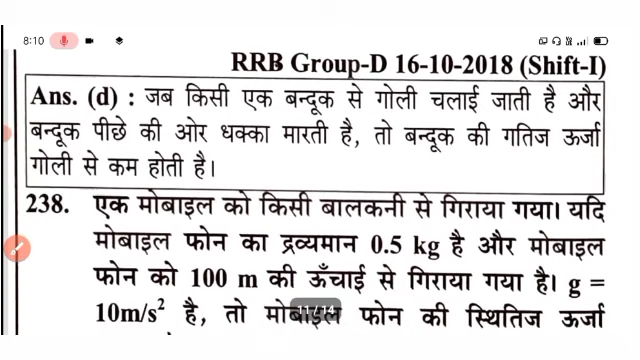 8:10
RRB Group-D 16-10-2018 (Shift-I)
Ans. (d) : जब किसी एक बन्दूक से गोली चलाई जाती है और
बन्दूक पीछे की ओर धक्का मारती है, तो बन्दूक की गतिज ऊर्जा
गोली से कम होती है।
238. एक मोबाइल को किसी बालकनी से गिराया गया। यदि
मोबाइल फोन का द्रव्यमान 0.5 kg है और मोबाइल
फोन को 100 m की ऊँचाई से गिराया गया है। g =
10m/s² है, तो मोबाइल फोन की स्थितिज ऊर्जा
11/14